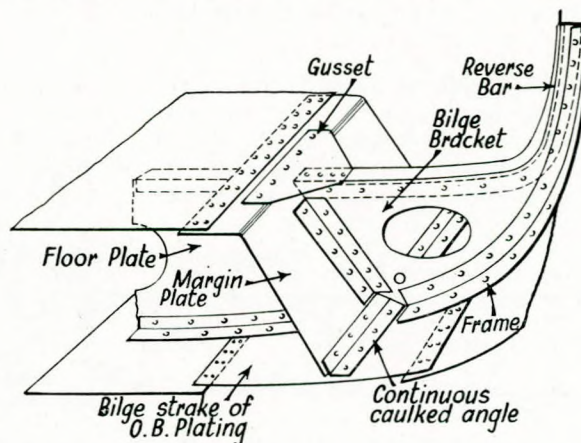 Gusset
Reverse
Bar
Bilge
Bracket
Floor Plate
Margin
Plate
Frame
Bilge strake of
O.B. Plating
Continuous
caulked angle